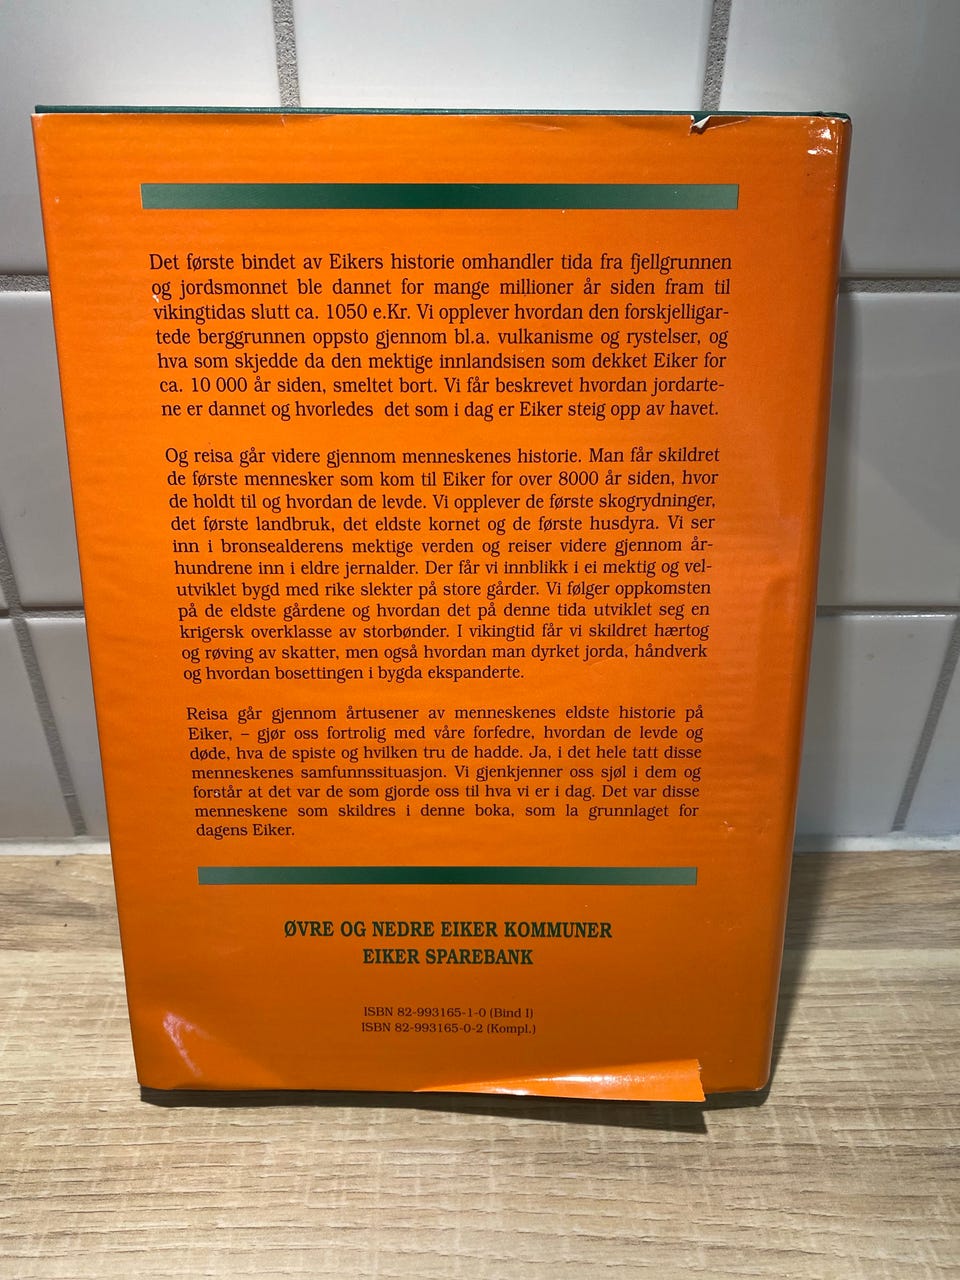 Det første bindet av Eikers historie omhandler tida fra fjellgrunnen
og jordsmonnet ble dannet for mange millioner år siden fram til
vikingtidas slutt ca. 1050 e.Kr. Vi opplever hvordan den forskjelligar-
tede berggrunnen oppsto gjennom bl.a. vulkanisme og rystelser, og
hva som skjedde da den mektige innlandsisen som dekket Eiker for
ca. 10 000 år siden, smeltet bort. Vi får beskrevet hvordan jordarte-
ne er dannet og hvorledes det som i dag er Eiker steig opp av havet.
Og reisa går videre gjennom menneskenes historie. Man får skildret
de første mennesker som kom til Eiker for over 8000 år siden, hvor
de holdt til og hvordan de levde. Vi opplever de første skogrydninger,
det første landbruk, det eldste kornet og de første husdyra. Vi ser
inn i bronsealderens mektige verden og reiser videre gjennom år-
hundrene inn i eldre jernalder. Der får vi innblikk i ei mektig og vel-
utviklet bygd med rike slekter på store gårder. Vi følger oppkomsten
på de eldste gårdene og hvordan det på denne tida utviklet seg en
krigersk overklasse av storbønder. I vikingtid får vi skildret hærtog
og røving av skatter, men også hvordan man dyrket jorda, håndverk
og hvordan bosettingen i bygda ekspanderte.
Reisa går gjennom årtusener av menneskenes eldste historie på
Eiker, – gjør oss fortrolig med våre forfedre, hvordan de levde og
døde, hva de spiste og hvilken tru de hadde. Ja, i det hele tatt disse
menneskenes samfunnssituasjon. Vi gjenkjenner oss sjøl i dem og
forstår at det var de som gjorde oss til hva vi er i dag. Det var disse
menneskene som skildres i denne boka, som la grunnlaget for
dagens Eiker.
ØVRE OG NEDRE EIKER KOMMUNER
EIKER SPAREBANK
ISBN 82-993165-1-0 (Bind I)
ISBN 82-993165-0-2 (Kompl.)